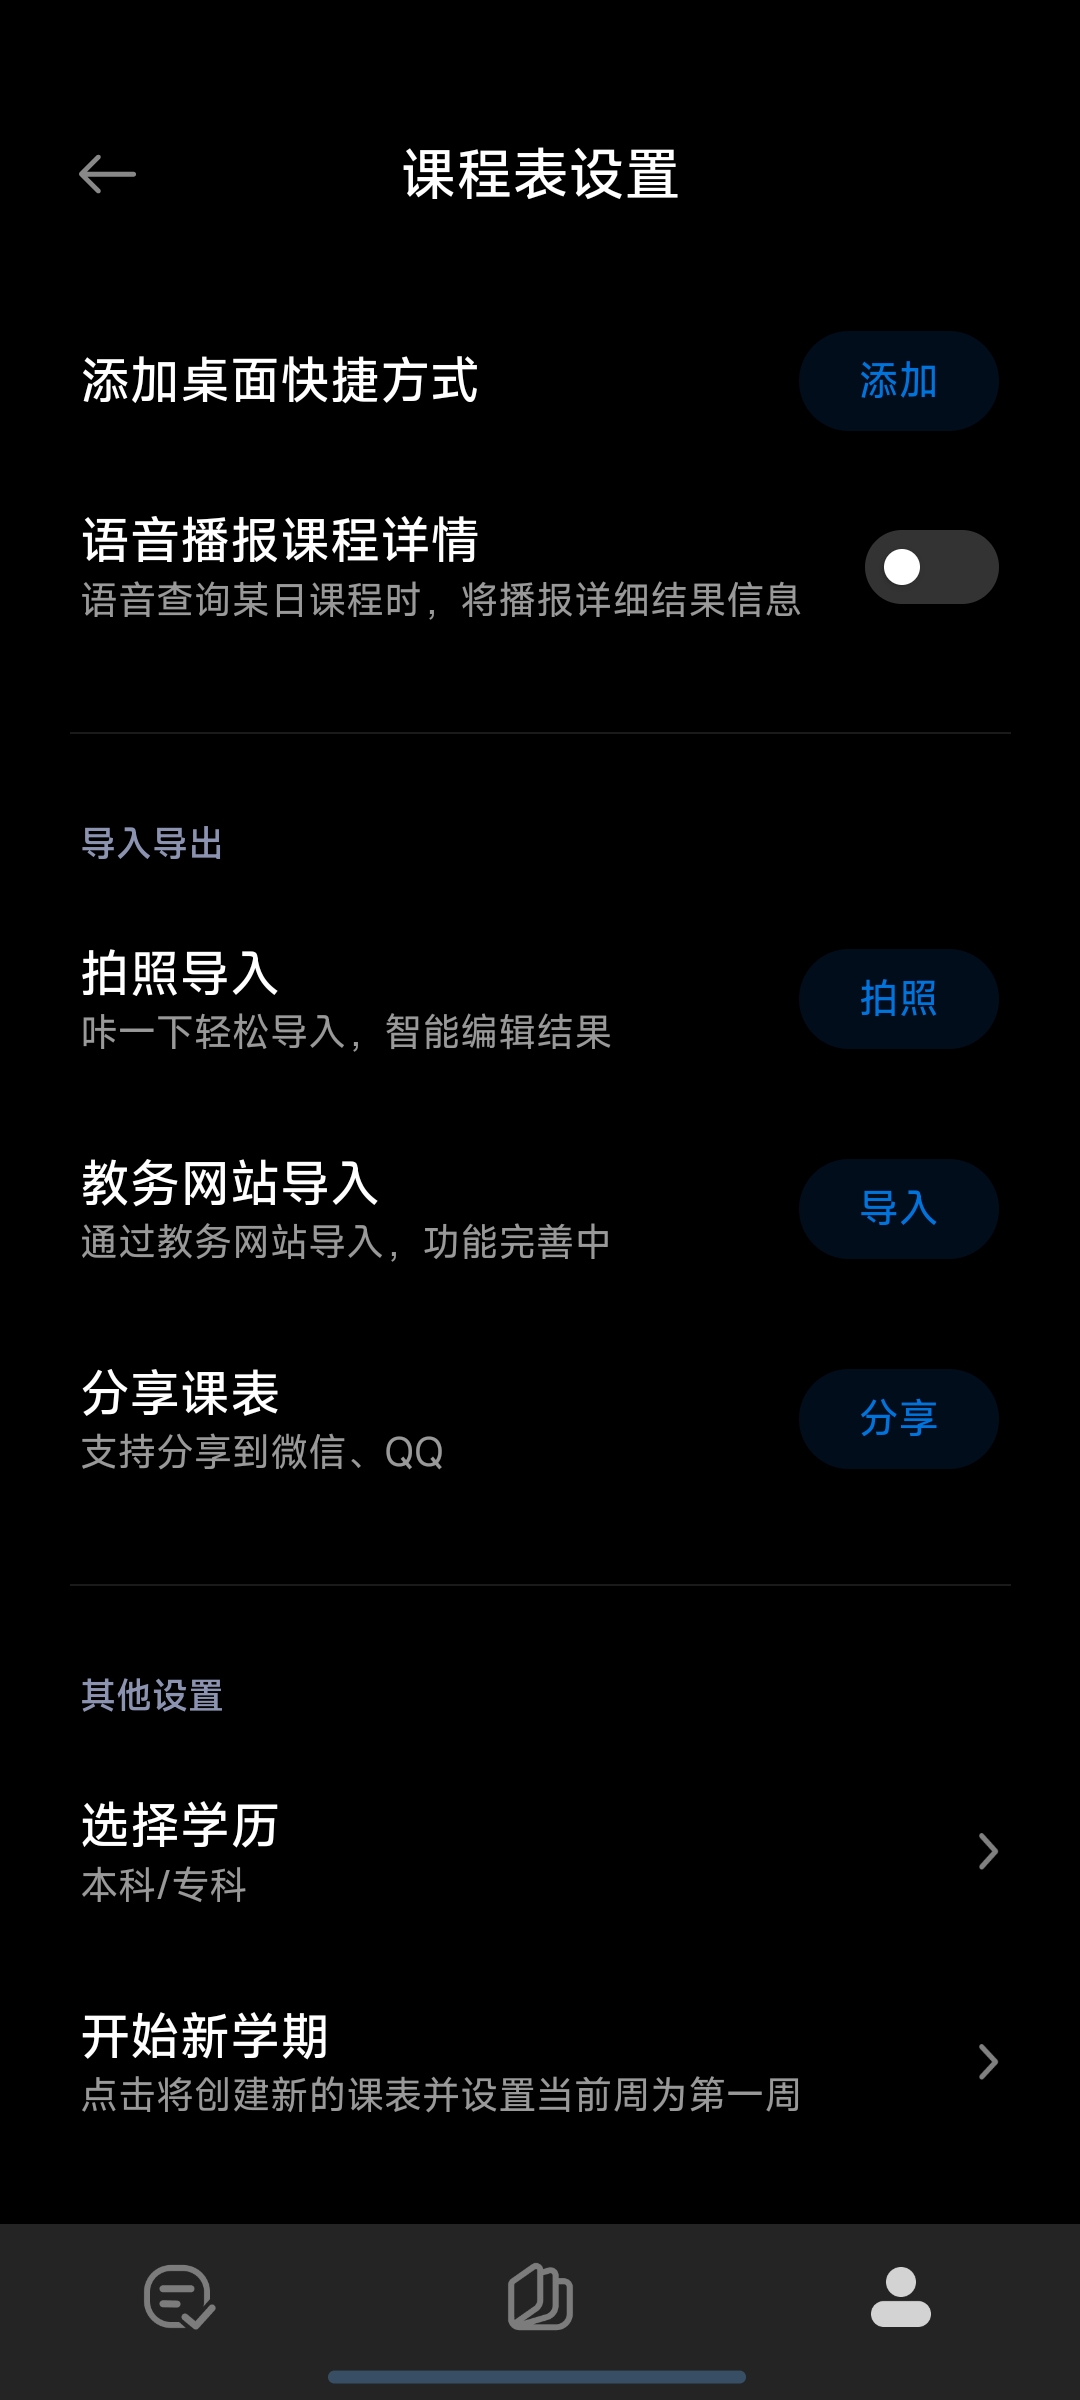 课程表设置
添加桌面快捷方式
添加
语音播报课程详情
语音查询某日课程时，将播报详细结果信息
导入导出
拍照导入
咔一下轻松导入，智能编辑结果
拍照
教务网站导入
通过教务网站导入，功能完善中
导入
分享课表
支持分享到微信、QQ
分享
其他设置
选择学历
本科/专科
开始新学期
点击将创建新的课表并设置当前周为第一周